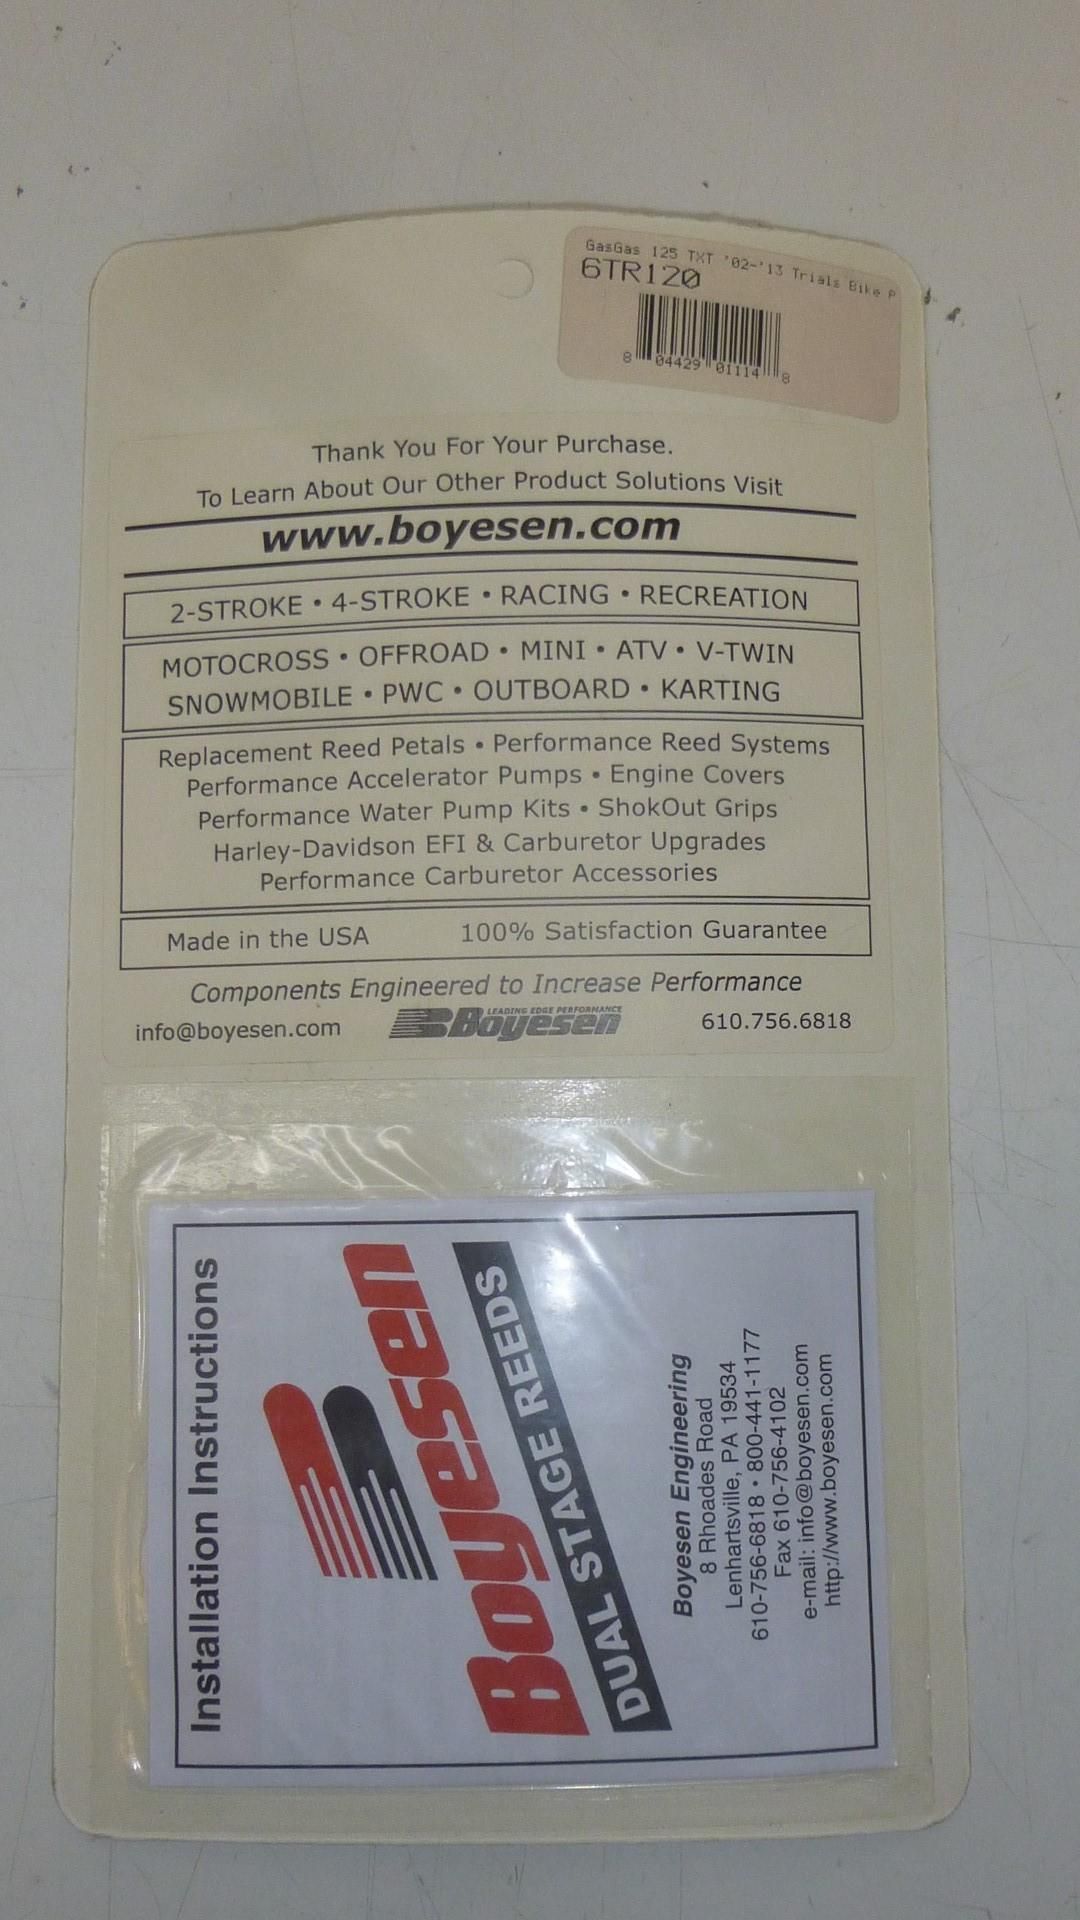 GasGas 125 TXT '02-'13 Trials Bike P
6TR120
8 04429 01114 8
Thank You For Your Purchase.
To Learn About Our Other Product Solutions Visit
www.boyesen.com
2-STROKE • 4-STROKE • RACING • RECREATION
MOTOCROSS • OFFROAD • MINI • ATV • V-TWIN
SNOWMOBILE • PWC • OUTBOARD • KARTING
Replacement Reed Petals • Performance Reed Systems
Performance Accelerator Pumps • Engine Covers
Performance Water Pump Kits • ShokOut Grips
Harley-Davidson EFI & Carburetor Upgrades
Performance Carburetor Accessories
Made in the USA 100% Satisfaction Guarantee
Components Engineered to Increase Performance
LEADING EDGE PERFORMANCE
info@boyesen.com Boyesen 610.756.6818
Installation Instructions
Boyesen
DUAL STAGE REEDS
Boyesen Engineering
8 Rhoades Road
Lenhartsville, PA 19534
610-756-6818 • 800-441-1177
Fax 610-756-4102
e-mail: info@boyesen.com
http://www.boyesen.com